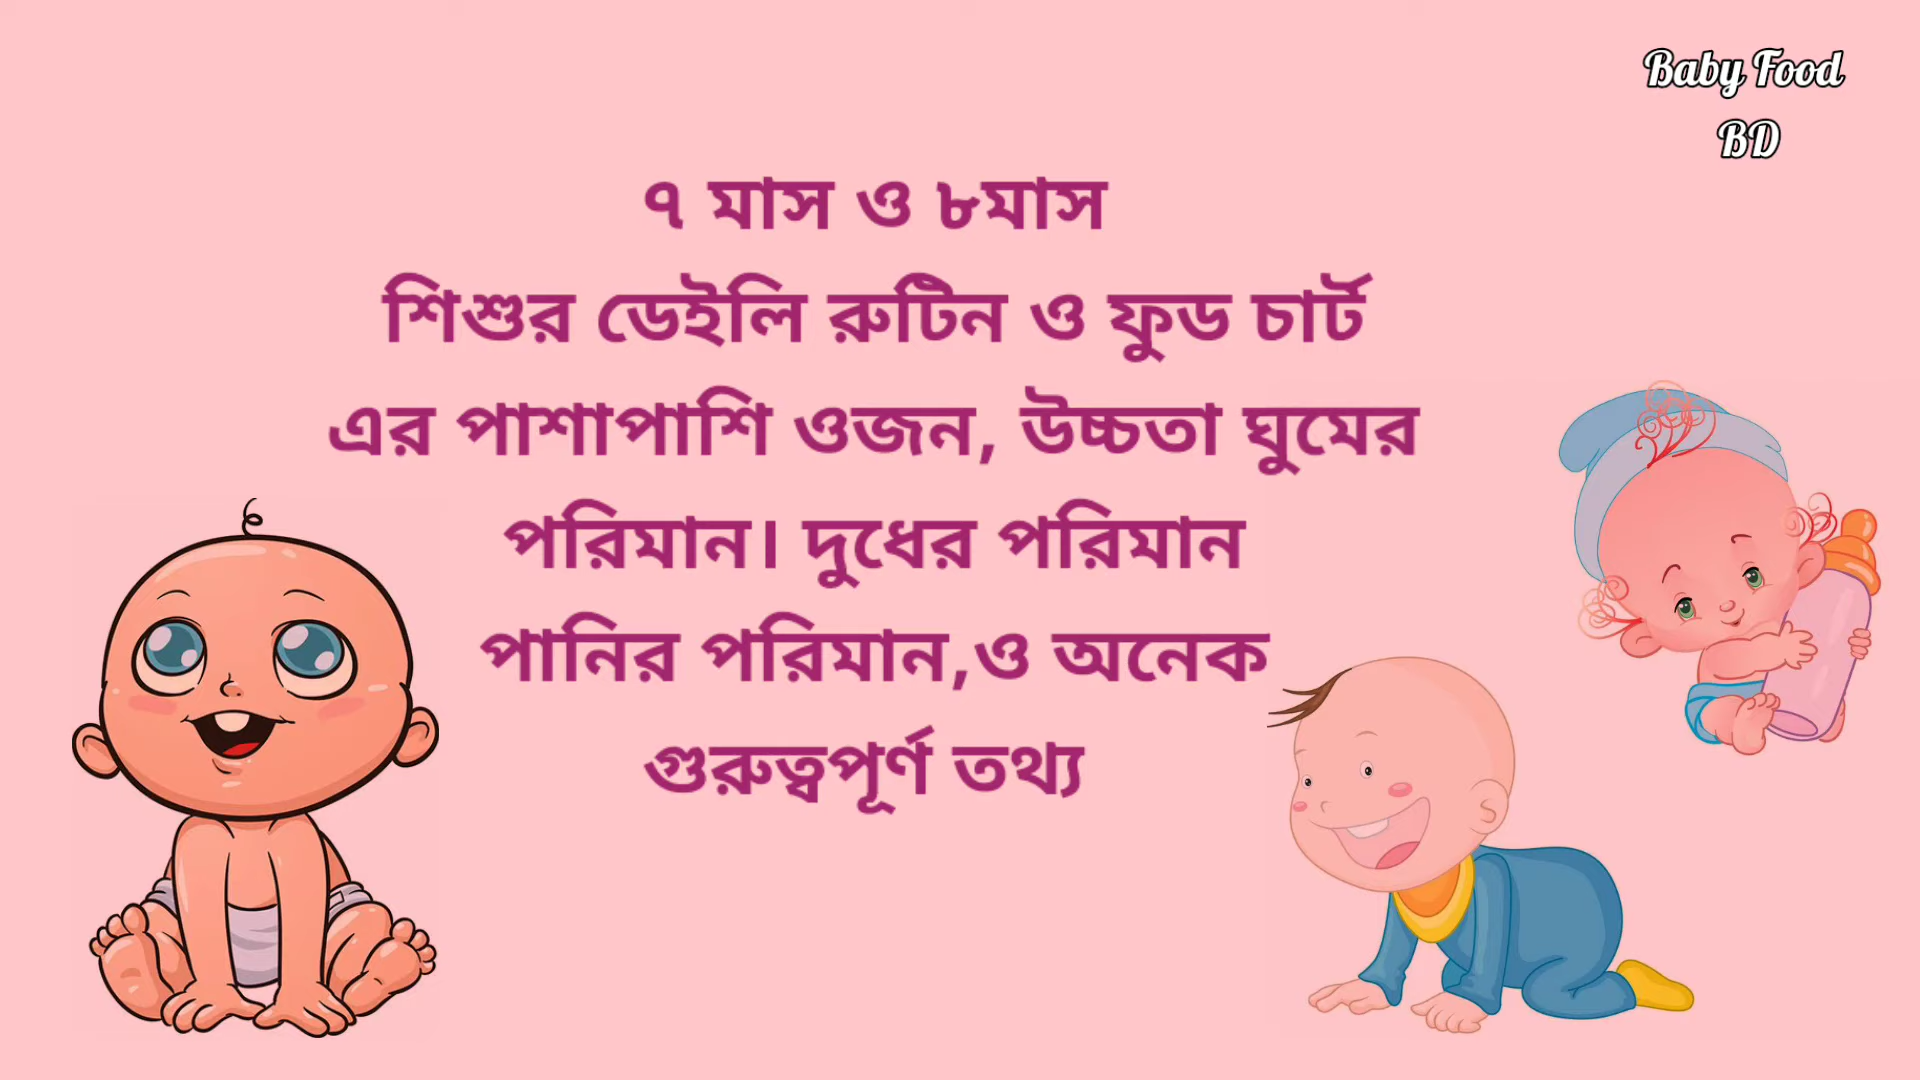 Baby Food
BD
৭ মাস ও ৮মাস
শিশুর ডেইলি রুটিন ও ফুড চার্ট
এর পাশাপাশি ওজন, উচ্চতা ঘুমের
পরিমান। দুধের পরিমান
পানির পরিমান,ও অনেক
গুরুত্বপূর্ণ তথ্য